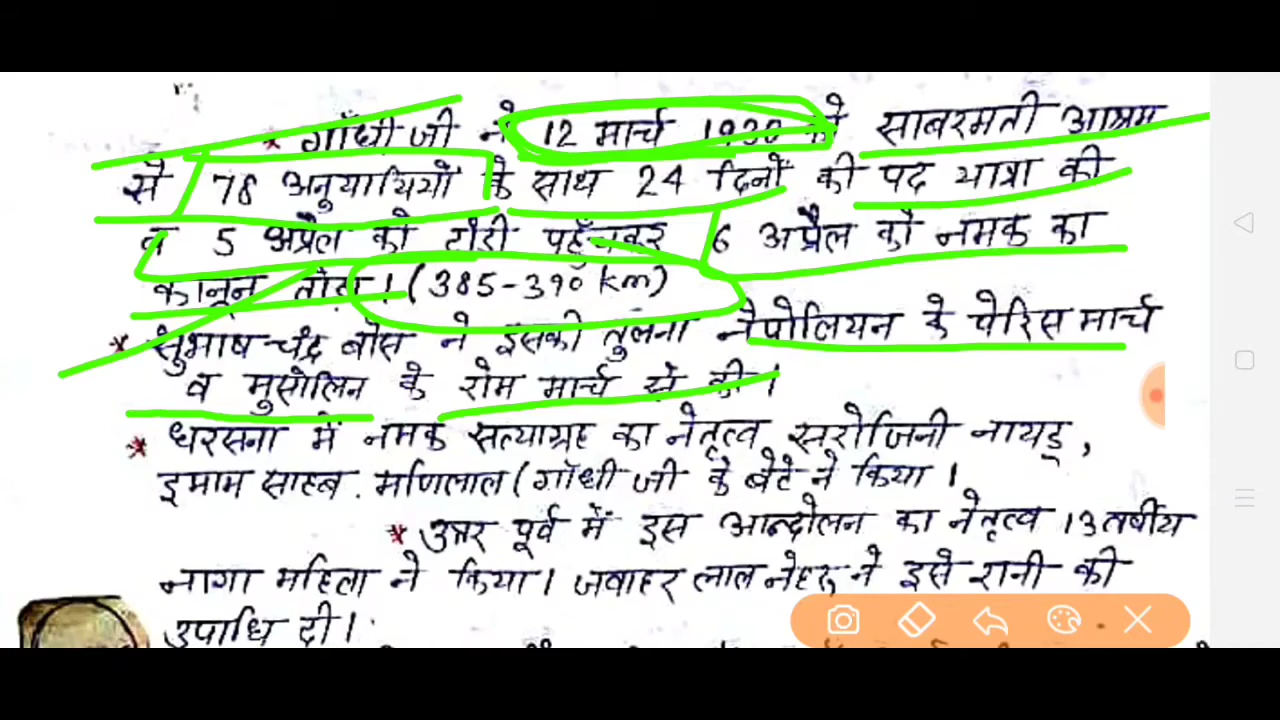 * गाँधी जी ने 12 मार्च 1930 को साबरमती आश्रम
से 78 अनुयायियों के साथ 24 दिनों की पद यात्रा की
व 5 अप्रैल को दांडी पहुँचकर 6 अप्रैल को नमक का
कानून तोड़ा। (385-390 km)
* सुभाष चंद्र बोस ने इसकी तुलना नेपोलियन के पेरिस मार्च
व मुसोलिन के रोम मार्च से की।
* धरसना में नमक सत्याग्रह का नेतृत्व सरोजिनी नायडू,
इमाम साहब. मणिलाल (गाँधी जी के बेटे ने किया।
* उत्तर पूर्व में इस आन्दोलन का नेतृत्व 13 वर्षीय
नागा महिला ने किया। जवाहर लाल नेहरू ने इसे रानी की
उपाधि दी।